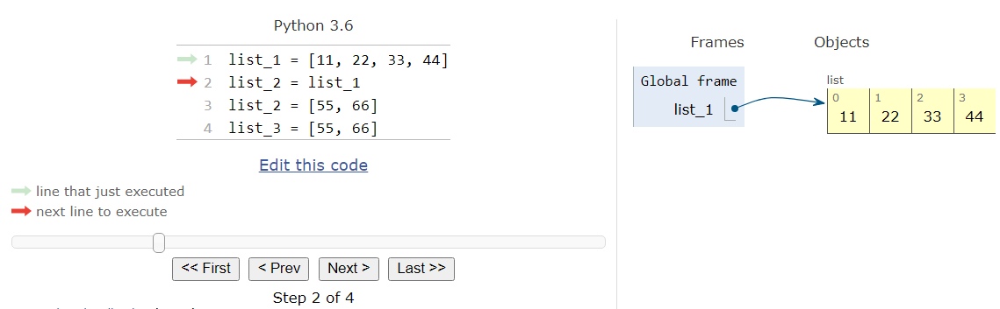 Python 3.6
1 list_1 = [11, 22, 33, 44]
2 list_2 = list_1
3 list_2 = [55, 66]
4 list_3 = [55, 66]
Edit this code
line that just executed
next line to execute
<< First < Prev Next > Last >>
Step 2 of 4
Frames Objects
Global frame
list_1
list
0 1 2 3
11 22 33 44